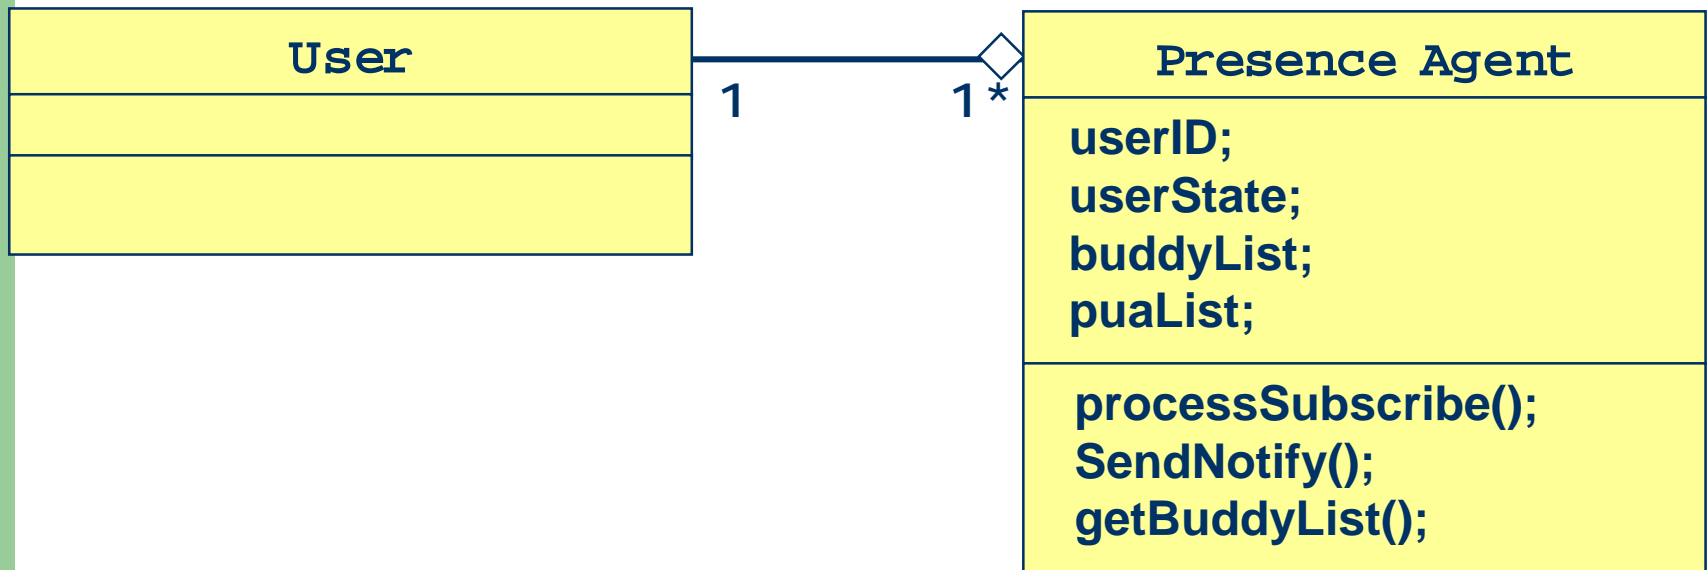 User
1
1*
Presence Agent
userID;
userState;
buddyList;
puaList;
processSubscribe();
SendNotify();
getBuddyList();